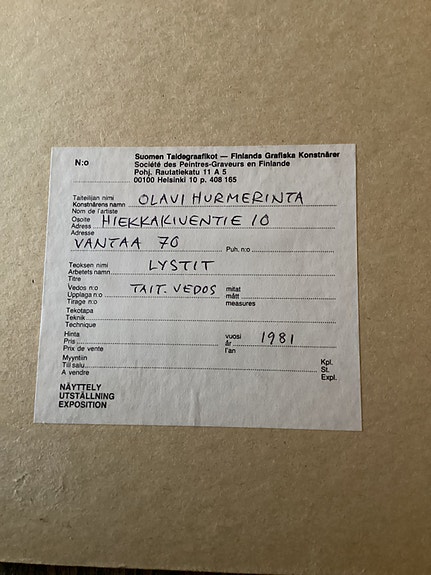 N:o
Suomen Taidegraafikot — Finlands Grafiska Konstnärer
Société des Peintres-Graveurs en Finlande
Pohj. Rautatiekatu 11 A 5
00100 Helsinki 10 p. 408 165
Taiteilijan nimi
Konstnärens namn OLAVI HURMERINTA
Nom de l'artiste
Osoite
Adress HIEKKAKIVENTIE 10
Adresse
VANTAA 70 Puh. n:o
Teoksen nimi
Arbetets namn LYSTIT
Titre
Vedos n:o TAIT. VEDOS mitat
Upplaga n:o mått
Tirage n:o measures
Tekotapa
Teknik
Technique
Hinta vuosi
Pris år 1981
Prix de vente l'an
Myyntiin Kpl.
Till salu St.
A vendre Expl.
NÄYTTELY
UTSTÄLLNING
EXPOSITION